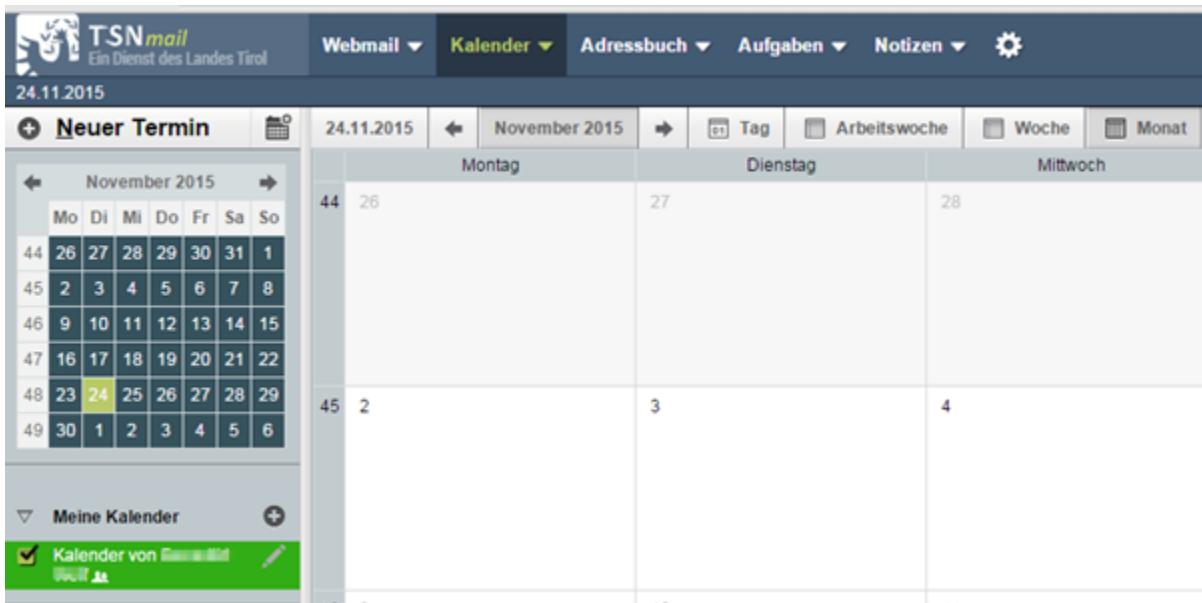 TSNmail
Ein Dienst des Landes Tirol
Webmail Kalender Adressbuch Aufgaben Notizen
24.11.2015
Neuer Termin
24.11.2015 November 2015 01 Tag Arbeitswoche Woche Monat
November 2015
Mo Di Mi Do Fr Sa So
44 26 27 28 29 30 31 1
45 2 3 4 5 6 7 8
46 9 10 11 12 13 14 15
47 16 17 18 19 20 21 22
48 23 24 25 26 27 28 29
49 30 1 2 3 4 5 6
Meine Kalender
Kalender von
Montag Dienstag Mittwoch
44 26 27 28
45 2 3 4